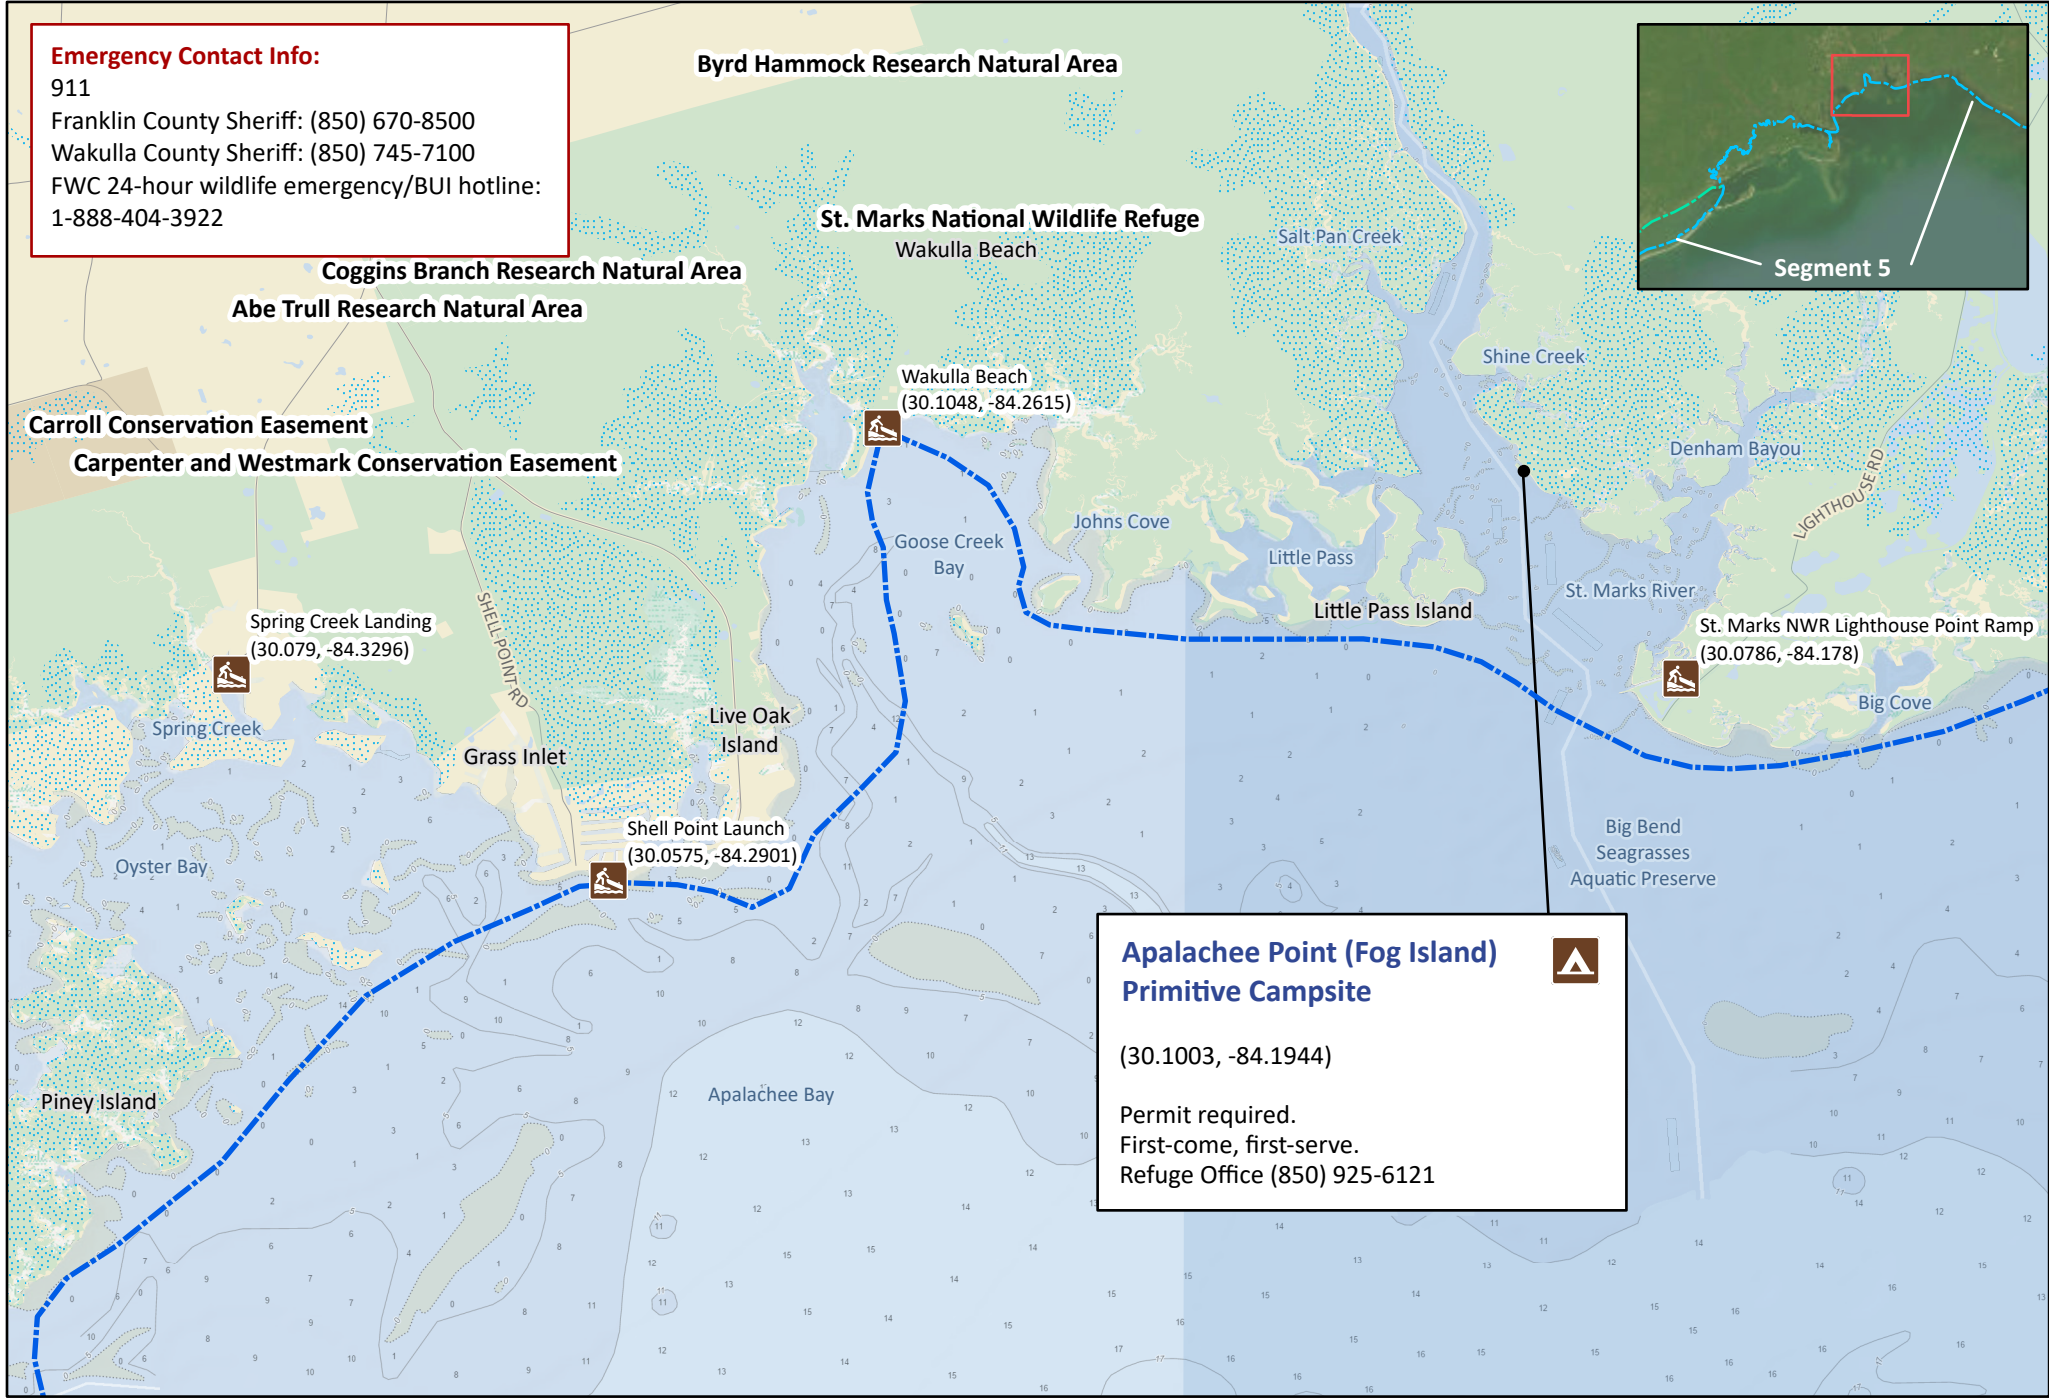 Emergency Contact Info:
911
Franklin County Sheriff: (850) 670-8500
Wakulla County Sheriff: (850) 745-7100
FWC 24-hour wildlife emergency/BUI hotline:
1-888-404-3922
Byrd Hammock Research Natural Area
Segment 5
St. Marks National Wildlife Refuge
Wakulla Beach
Salt Pan Creek
Coggins Branch Research Natural Area
Abe Trull Research Natural Area
Shine Creek
Wakulla Beach
(30.1048, -84.2615)
Carroll Conservation Easement
Carpenter and Westmark Conservation Easement
Denham Bayou
LIGHTHOUSE RD
Johns Cove
Goose Creek
Bay
Little Pass
St. Marks River
Little Pass Island
SHELL POINT RD
Spring Creek Landing
(30.079, -84.3296)
St. Marks NWR Lighthouse Point Ramp
(30.0786, -84.178)
Big Cove
Spring Creek
Live Oak
Island
Grass Inlet
Shell Point Launch
(30.0575, -84.2901)
Oyster Bay
Big Bend
Seagrasses
Aquatic Preserve
Apalachee Point (Fog Island)
Primitive Campsite
(30.1003, -84.1944)
Permit required.
First-come, first-serve.
Refuge Office (850) 925-6121
Apalachee Bay
Piney Island